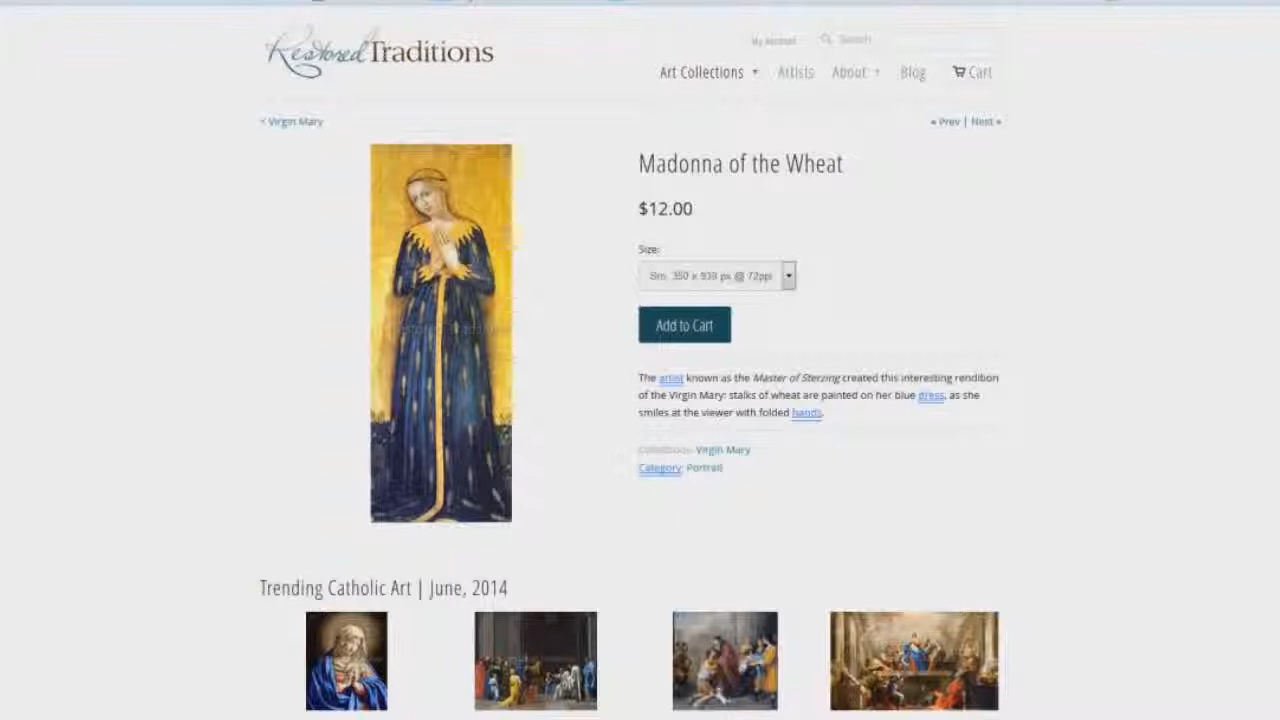 Restored Traditions
My Account
Search
Art Collections
Artists
About
Blog
Cart
< Virgin Mary
« Prev | Next »
Madonna of the Wheat
$12.00
Size:
Sm. 350 x 939 px @ 72ppi
Add to Cart
The artist known as the Master of Sterzing created this interesting rendition
of the Virgin Mary: stalks of wheat are painted on her blue dress, as she
smiles at the viewer with folded hands.
Collections: Virgin Mary
Category: Portrait
Trending Catholic Art | June, 2014